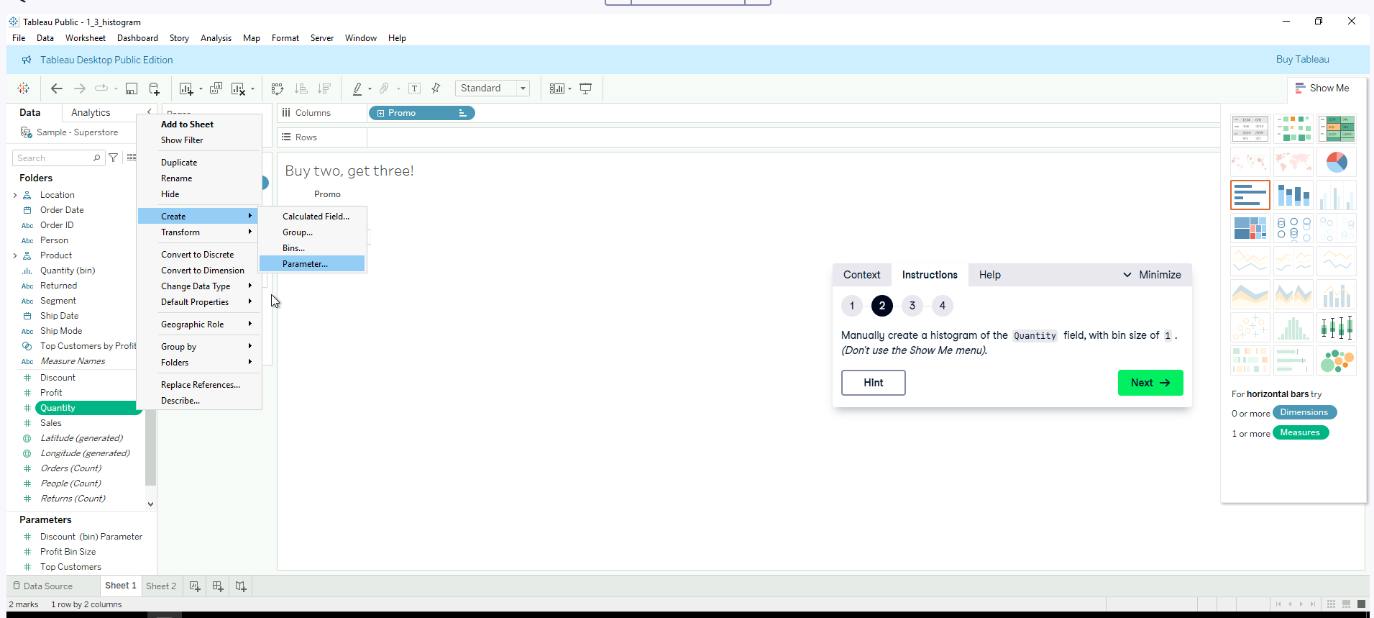 Tableau Public - 1_3_histogram
File Data Worksheet Dashboard Story Analysis Map Format Server Window Help
Tableau Desktop Public Edition
Buy Tableau
Standard
Show Me
Data
Analytics
Sample - Superstore
Search
Folders
Location
Order Date
Abc Order ID
Abc Person
Product
Quantity (bin)
Abc Returned
Abc Segment
Ship Date
Abc Ship Mode
Top Customers by Profit
Abc Measure Names
# Discount
# Profit
# Quantity
# Sales
Latitude (generated)
Longitude (generated)
# Orders (Count)
# People (Count)
# Returns (Count)
Parameters
# Discount (bin) Parameter
# Profit Bin Size
# Top Customers
Add to Sheet
Show Filter
Duplicate
Rename
Hide
Create
Transform
Convert to Discrete
Convert to Dimension
Change Data Type
Default Properties
Geographic Role
Group by
Folders
Replace References...
Describe...
Calculated Field...
Group...
Bins...
Parameter...
Columns
Promo
Rows
Buy two, get three!
Promo
Context
Instructions
Help
Minimize
1 2 3 4
Manually create a histogram of the Quantity field, with bin size of 1 .
(Don't use the Show Me menu).
HInt
Next →
For horizontal bars try
0 or more Dimensions
1 or more Measures
Data Source
Sheet 1
Sheet 2
2 marks 1 row by 2 columns